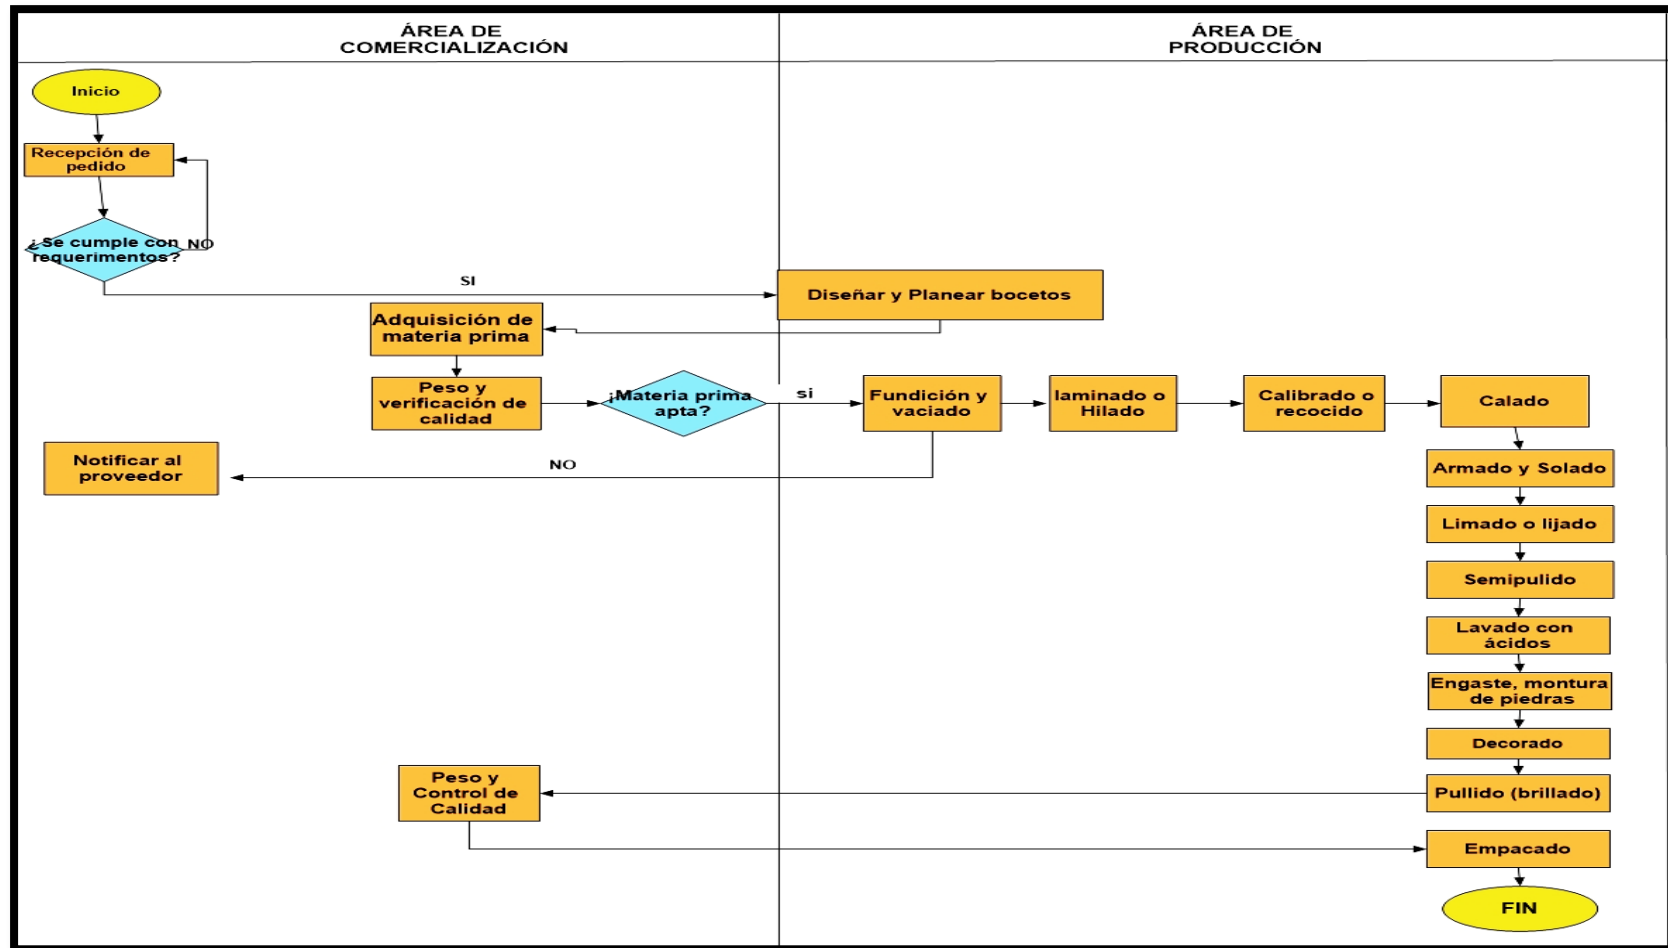 ÁREA DE
COMERCIALIZACIÓN
ÁREA DE
PRODUCCIÓN
Inicio
Recepción de
pedido
¿Se cumple con
requerimentos?
NO
SI
Diseñar y Planear bocetos
Adquisición de
materia prima
Peso y
verificación de
calidad
¡Materia prima
apta?
si
Fundición y
vaciado
laminado o
Hilado
Calibrado o
recocido
Calado
Notificar al
proveedor
NO
Armado y Solado
Limado o lijado
Semipulido
Lavado con
ácidos
Engaste, montura
de piedras
Decorado
Pullido (brillado)
Peso y
Control de
Calidad
Empacado
FIN